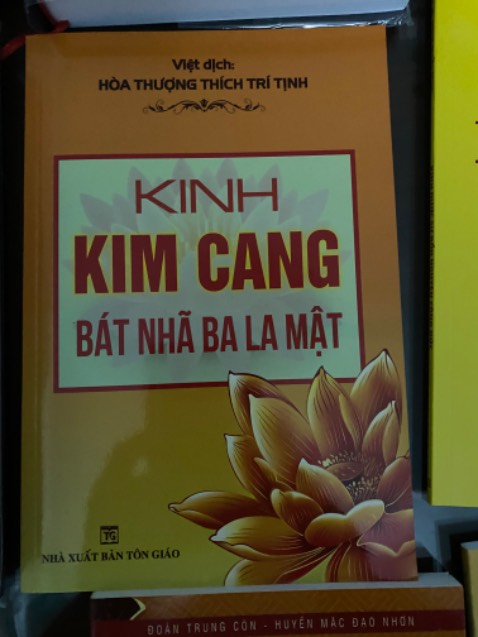 Việt dịch:
HÒA THƯỢNG THÍCH TRÍ TỊNH
KINH
KIM CANG
BÁT NHÃ BA LA MẬT
TG
NHÀ XUẤT BẢN TÔN GIÁO
ĐOÀN TRUNG CÒN - HUYỀN MẶC ĐẠO NHƠN